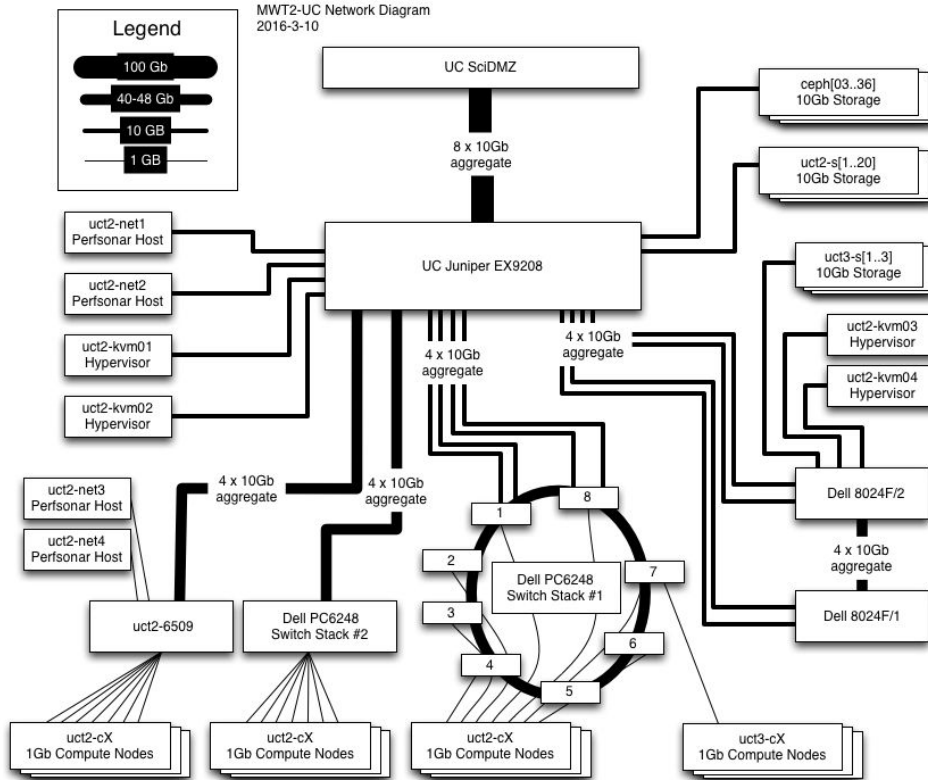 MWT2-UC Network Diagram
2016-3-10
Legend
100 Gb
40-48 Gb
10 GB
1 GB
UC SciDMZ
8 x 10Gb
aggregate
ceph[03..36]
10Gb Storage
uct2-s[1..20]
10Gb Storage
uct2-net1
Perfsonar Host
uct2-net2
Perfsonar Host
uct2-kvm01
Hypervisor
uct2-kvm02
Hypervisor
UC Juniper EX9208
uct3-s[1..3]
10Gb Storage
uct2-kvm03
Hypervisor
uct2-kvm04
Hypervisor
4 x 10Gb
aggregate
4 x 10Gb
aggregate
4 x 10Gb
aggregate
4 x 10Gb
aggregate
uct2-net3
Perfsonar Host
uct2-net4
Perfsonar Host
Dell 8024F/2
4 x 10Gb
aggregate
Dell 8024F/1
uct2-6509
Dell PC6248
Switch Stack #2
1
8
2
7
3
6
4
5
Dell PC6248
Switch Stack #1
uct2-cX
1Gb Compute Nodes
uct2-cX
1Gb Compute Nodes
uct2-cX
1Gb Compute Nodes
uct3-cX
1Gb Compute Nodes